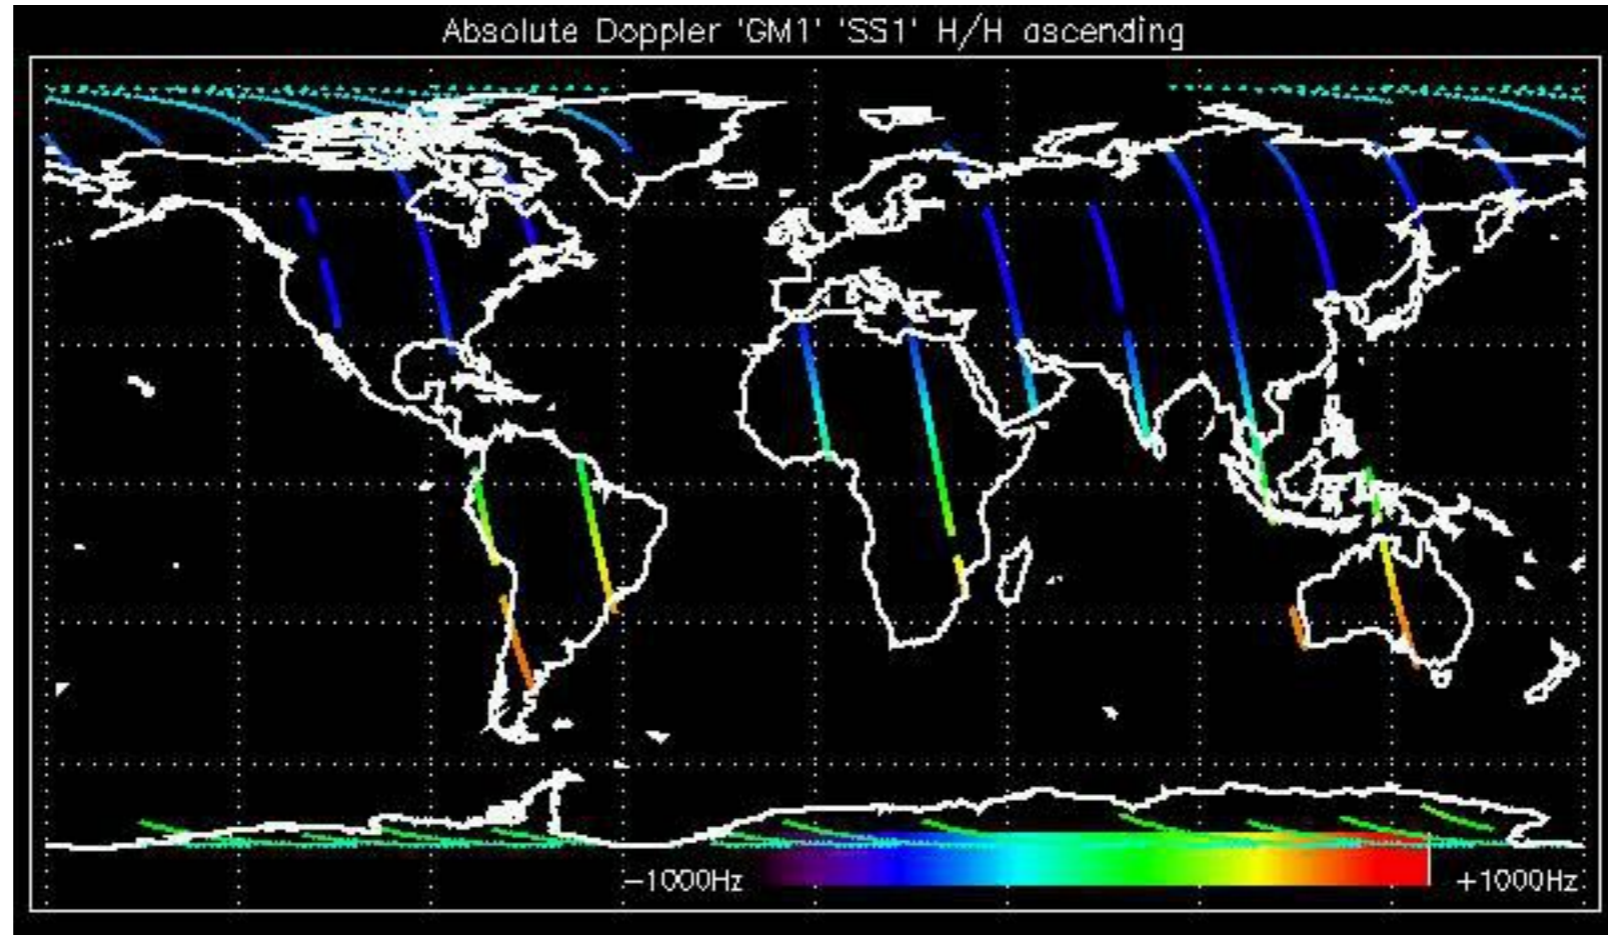 Absolute Doppler 'GM1' 'SS1' H/H ascending
−1000Hz +1000Hz